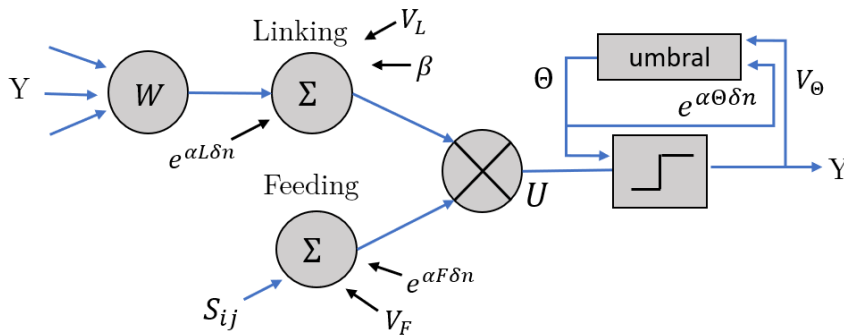 Linking
V_L
β
Y
W
Σ
e^{αLδn}
Feeding
Σ
S_{ij}
V_F
e^{αFδn}
U
Θ
umbral
e^{αΘδn}
V_Θ
Y